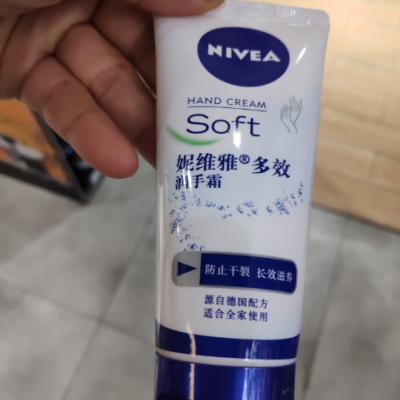 NIVEA
HAND CREAM
Soft
妮维雅®多效
润手霜
防止干裂 长效滋养
源自德国配方
适合全家使用